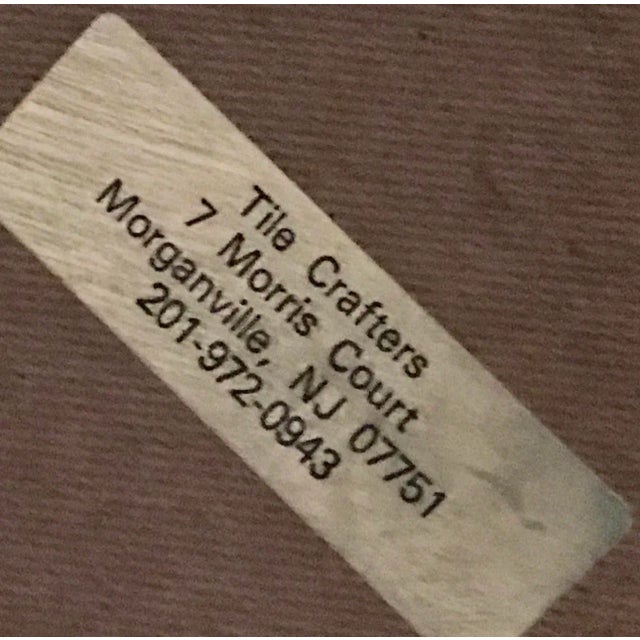 Tile Crafters
7 Morris Court
Morganville, NJ 07751
201-972-0943